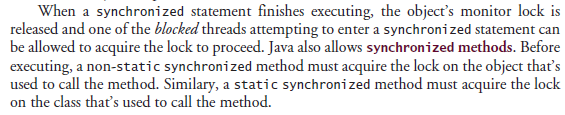 When a synchronized statement finishes executing, the object's monitor lock is
released and one of the blocked threads attempting to enter a synchronized statement can
be allowed to acquire the lock to proceed. Java also allows synchronized methods. Before
executing, a non-static synchronized method must acquire the lock on the object that's
used to call the method. Similary, a static synchronized method must acquire the lock
on the class that's used to call the method.